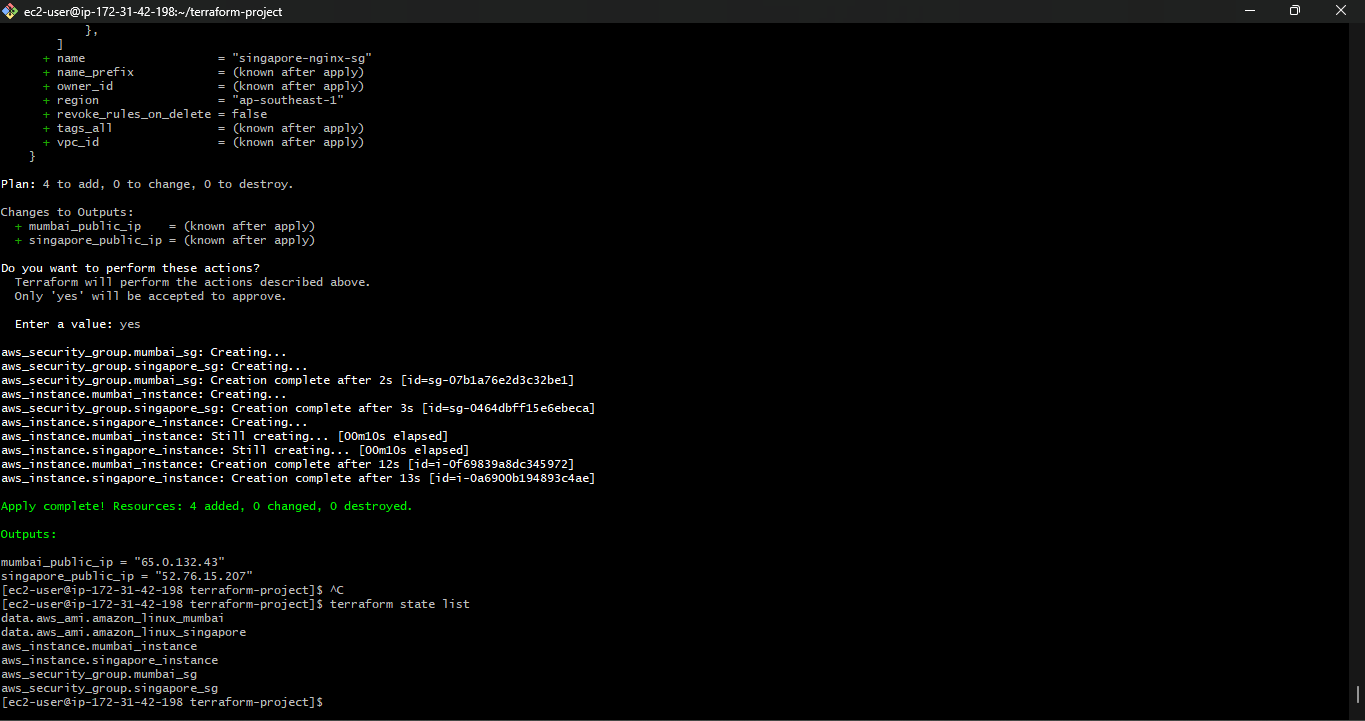 ec2-user@ip-172-31-42-198:~/terraform-project
},
]
+ name = "singapore-nginx-sg"
+ name_prefix = (known after apply)
+ owner_id = (known after apply)
+ region = "ap-southeast-1"
+ revoke_rules_on_delete = false
+ tags_all = (known after apply)
+ vpc_id = (known after apply)
}
Plan: 4 to add, 0 to change, 0 to destroy.
Changes to Outputs:
+ mumbai_public_ip = (known after apply)
+ singapore_public_ip = (known after apply)
Do you want to perform these actions?
Terraform will perform the actions described above.
Only 'yes' will be accepted to approve.
Enter a value: yes
aws_security_group.mumbai_sg: Creating...
aws_security_group.singapore_sg: Creating...
aws_security_group.mumbai_sg: Creation complete after 2s [id=sg-07b1a76e2d3c32be1]
aws_instance.mumbai_instance: Creating...
aws_security_group.singapore_sg: Creation complete after 3s [id=sg-0464dbff15e6ebeca]
aws_instance.singapore_instance: Creating...
aws_instance.mumbai_instance: Still creating... [00m10s elapsed]
aws_instance.singapore_instance: Still creating... [00m10s elapsed]
aws_instance.mumbai_instance: Creation complete after 12s [id=i-0f69839a8dc345972]
aws_instance.singapore_instance: Creation complete after 13s [id=i-0a6900b194893c4ae]
Apply complete! Resources: 4 added, 0 changed, 0 destroyed.
Outputs:
mumbai_public_ip = "65.0.132.43"
singapore_public_ip = "52.76.15.207"
[ec2-user@ip-172-31-42-198 terraform-project]$ ^C
[ec2-user@ip-172-31-42-198 terraform-project]$ terraform state list
data.aws_ami.amazon_linux_mumbai
data.aws_ami.amazon_linux_singapore
aws_instance.mumbai_instance
aws_instance.singapore_instance
aws_security_group.mumbai_sg
aws_security_group.singapore_sg
[ec2-user@ip-172-31-42-198 terraform-project]$